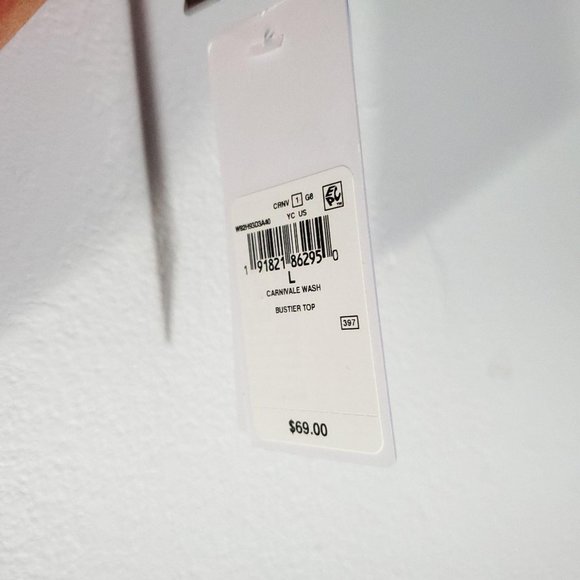 CRNV 1 G8
YC US
1 91821 86295 0
L
CARNIVALE WASH
BUSTIER TOP
397
$69.00